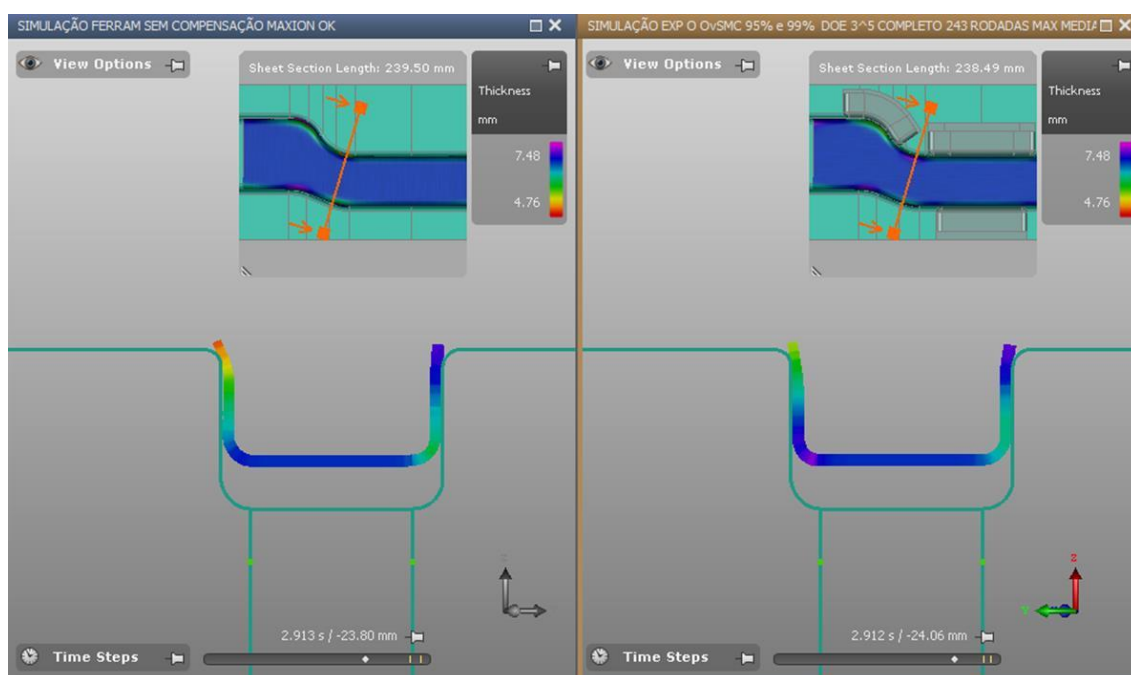 SIMULAÇÃO FERRAM SEM COMPENSAÇÃO MAXION OK
View Options
Sheet Section Length: 239.50 mm
Thickness
mm
7.48
4.76
z
2.913 s / -23.80 mm
Time Steps
SIMULAÇÃO EXP O OvSMC 95% e 99% DOE 3^5 COMPLETO 243 RODADAS MAX MEDIA
View Options
Sheet Section Length: 238.49 mm
Thickness
mm
7.48
4.76
z
Y
2.912 s / -24.06 mm
Time Steps